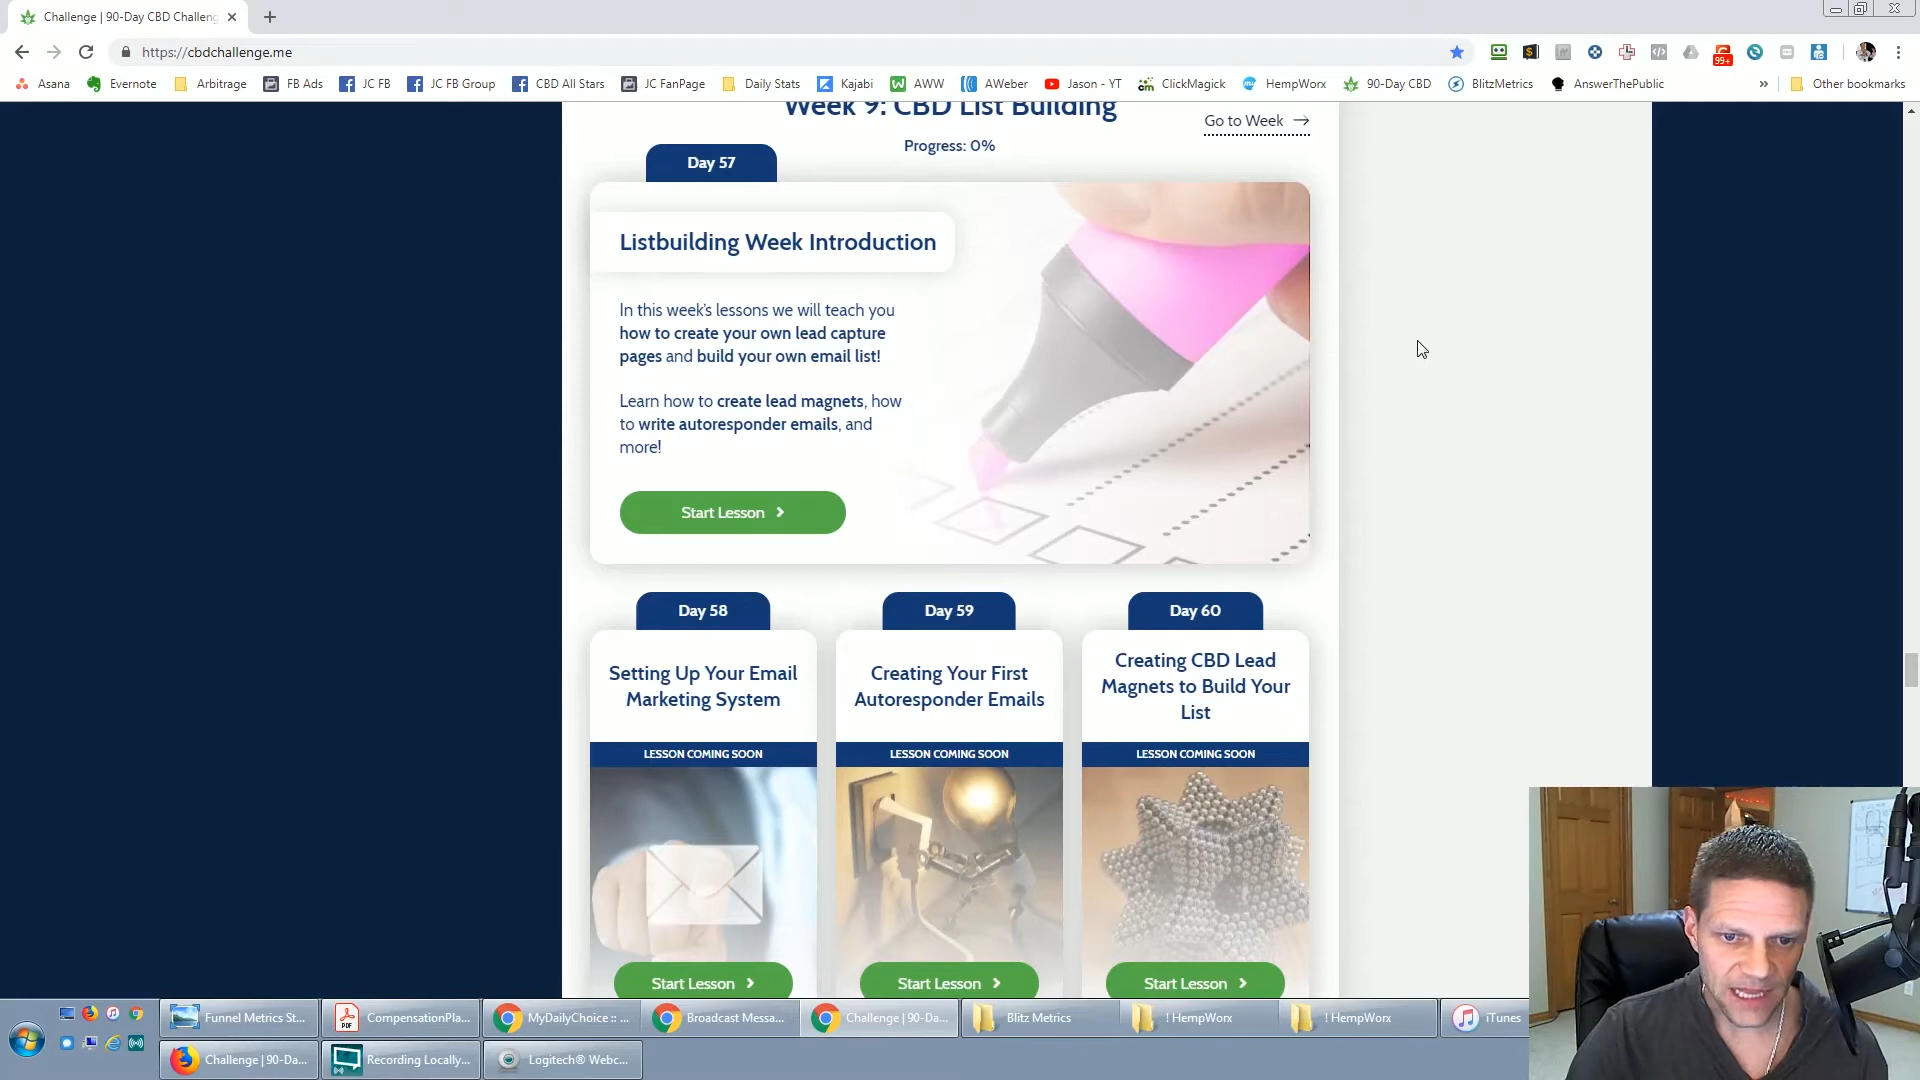 Challenge | 90-Day CBD Challeng
https://cbdchallenge.me
99+
Asana
Evernote
Arbitrage
FB Ads
JC FB
JC FB Group
CBD All Stars
JC FanPage
Daily Stats
Kajabi
AWW
AWeber
Jason - YT
ClickMagick
HempWorx
90-Day CBD
BlitzMetrics
AnswerThePublic
»
Other bookmarks
Week 9: CBD List Building
Go to Week
Progress: 0%
Day 57
Listbuilding Week Introduction
In this week's lessons we will teach you
how to create your own lead capture
pages and build your own email list!
Learn how to create lead magnets, how
to write autoresponder emails, and
more!
Start Lesson
Day 58
Day 59
Day 60
Setting Up Your Email
Marketing System
Creating Your First
Autoresponder Emails
Creating CBD Lead
Magnets to Build Your
List
LESSON COMING SOON
LESSON COMING SOON
LESSON COMING SOON
Start Lesson
Start Lesson
Start Lesson
Funnel Metrics St...
CompensationPla...
MyDailyChoice :: ...
Broadcast Messa...
Challenge | 90-Da...
Blitz Metrics
! HempWorx
! HempWorx
iTunes
Challenge | 90-Da...
Recording Locally...
Logitech® Webc...